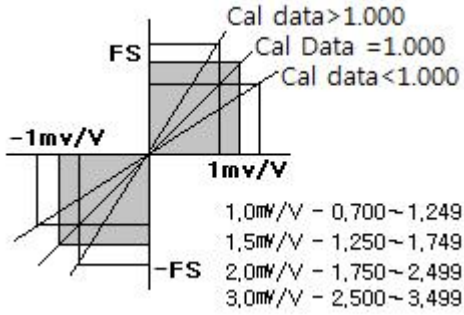 Cal data>1.000
FS
Cal Data =1.000
Cal data<1.000
-1mv/V
1mv/V
1,0㎷/V - 0,700~1,249
1,5㎷/V - 1,250~1,749
-FS
2,0㎷/V - 1,750~2,499
3,0㎷/V - 2,500~3,499